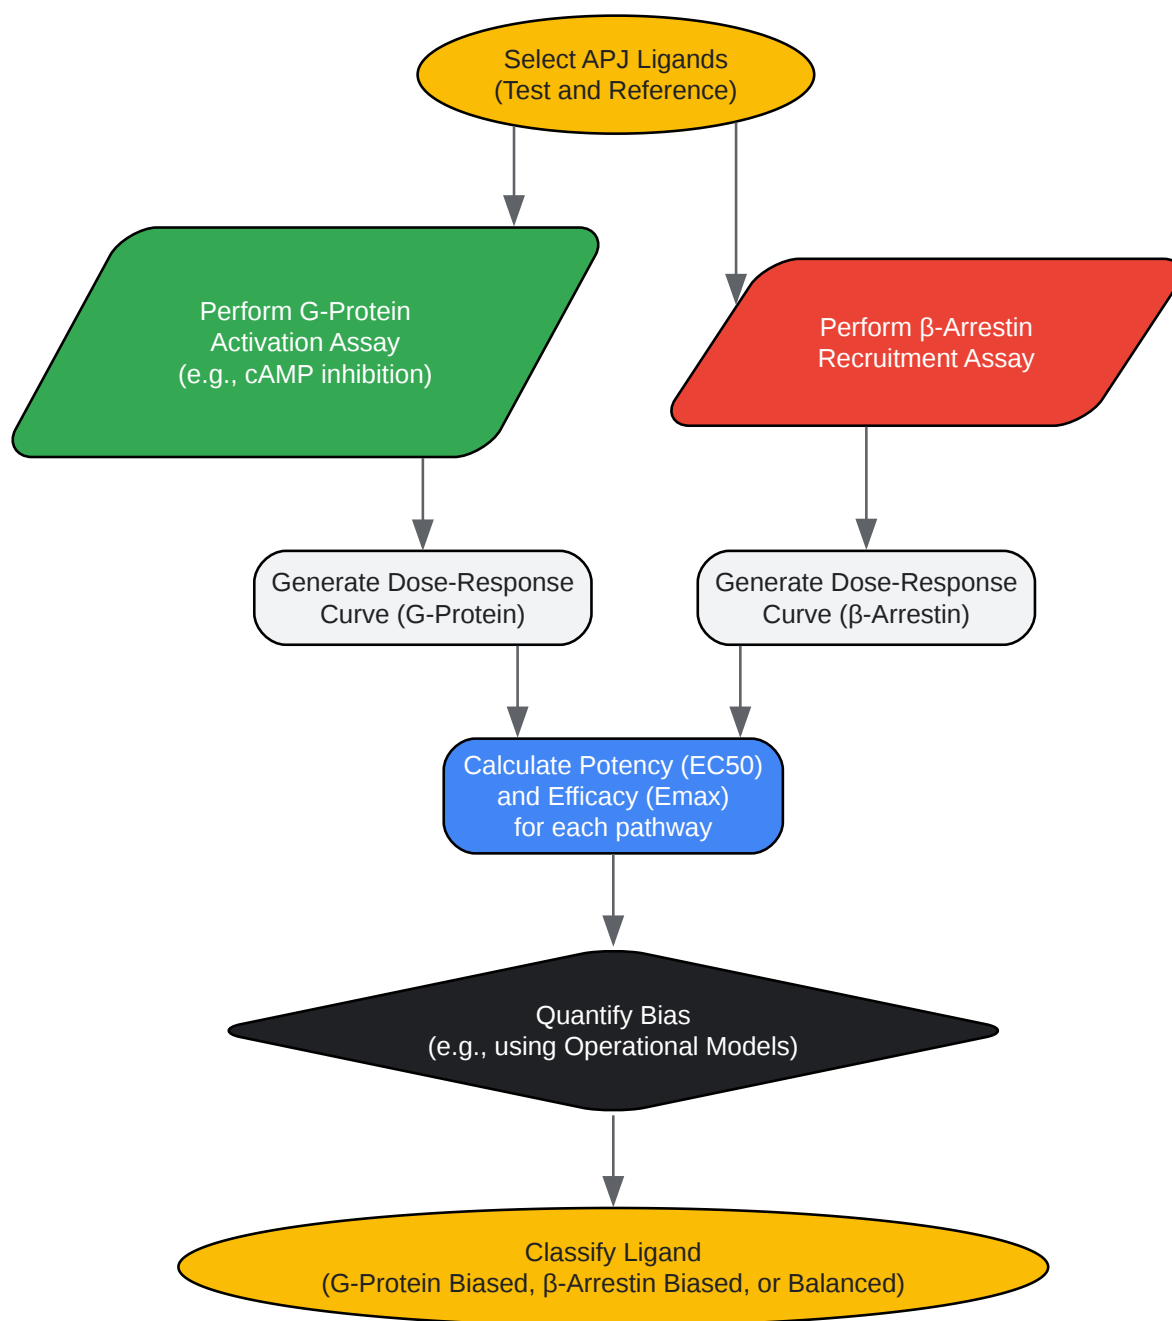 Select APJ Ligands
(Test and Reference)
Perform G-Protein
Activation Assay
(e.g., cAMP inhibition)
Perform β-Arrestin
Recruitment Assay
Generate Dose-Response
Curve (G-Protein)
Generate Dose-Response
Curve (β-Arrestin)
Calculate Potency (EC50)
and Efficacy (Emax)
for each pathway
Quantify Bias
(e.g., using Operational Models)
Classify Ligand
(G-Protein Biased, β-Arrestin Biased, or Balanced)